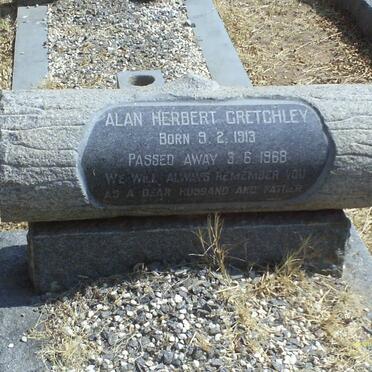 ALAN HERBERT CRETCHLEY
BORN 9. 2. 1913
PASSED AWAY 3. 6. 1968
WE WILL ALWAYS REMEMBER YOU
AS A DEAR HUSBAND AND FATHER